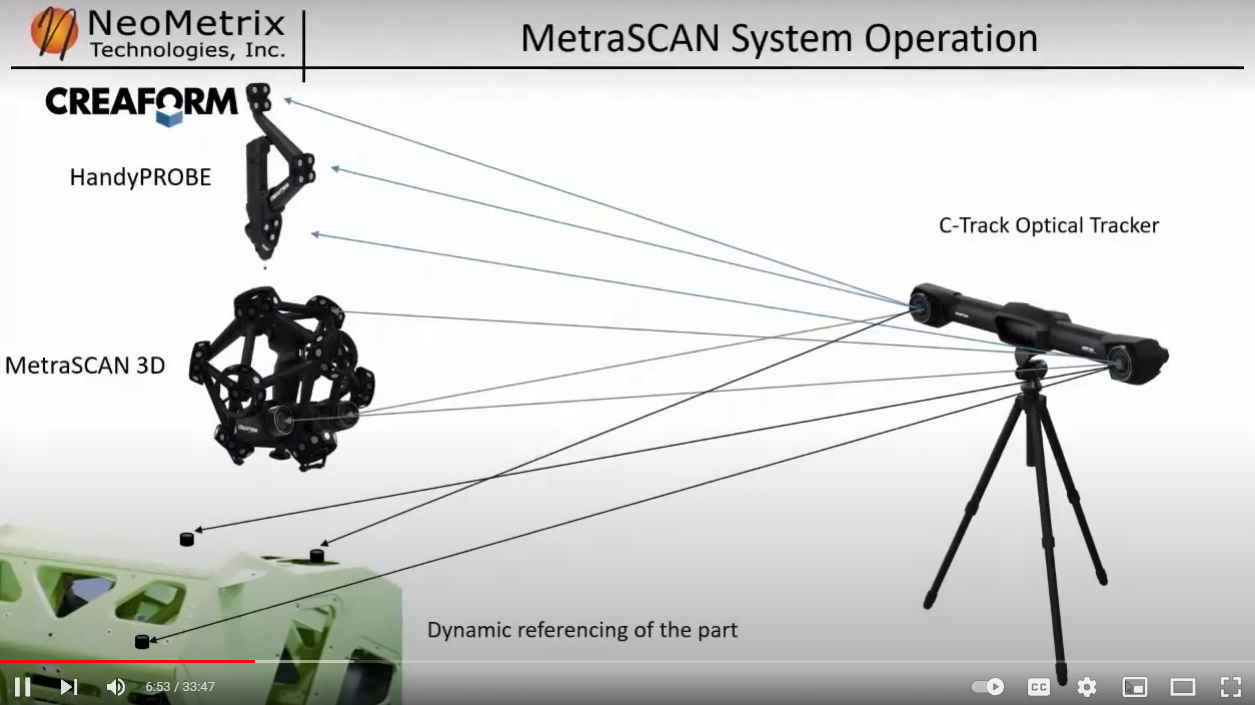 NeoMetrix
Technologies, Inc.
MetraSCAN System Operation
CREAFORM
HandyPROBE
C-Track Optical Tracker
MetraSCAN 3D
Dynamic referencing of the part
6:53 / 33:47
CC